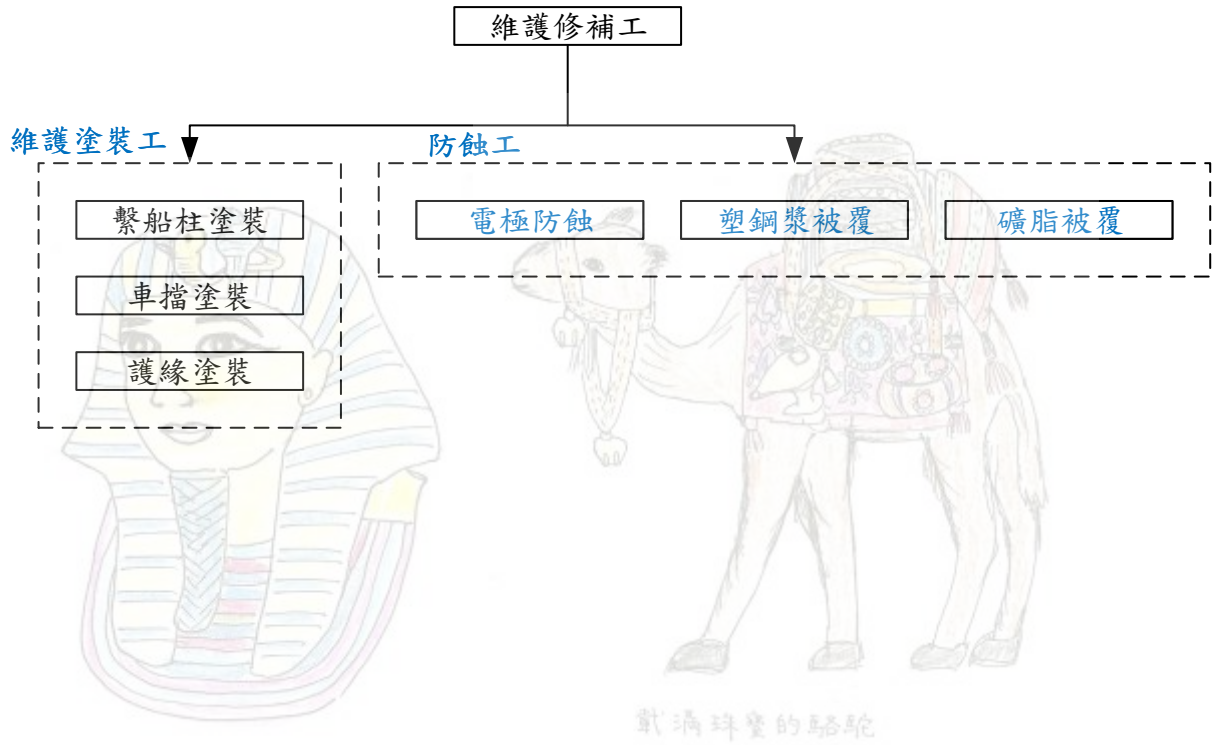 維護修補工
維護塗裝工
防蝕工
繫船柱塗裝
電極防蝕
塑鋼漿被覆
礦脂被覆
車擋塗裝
護緣塗裝
戴滿珠寶的駱駝